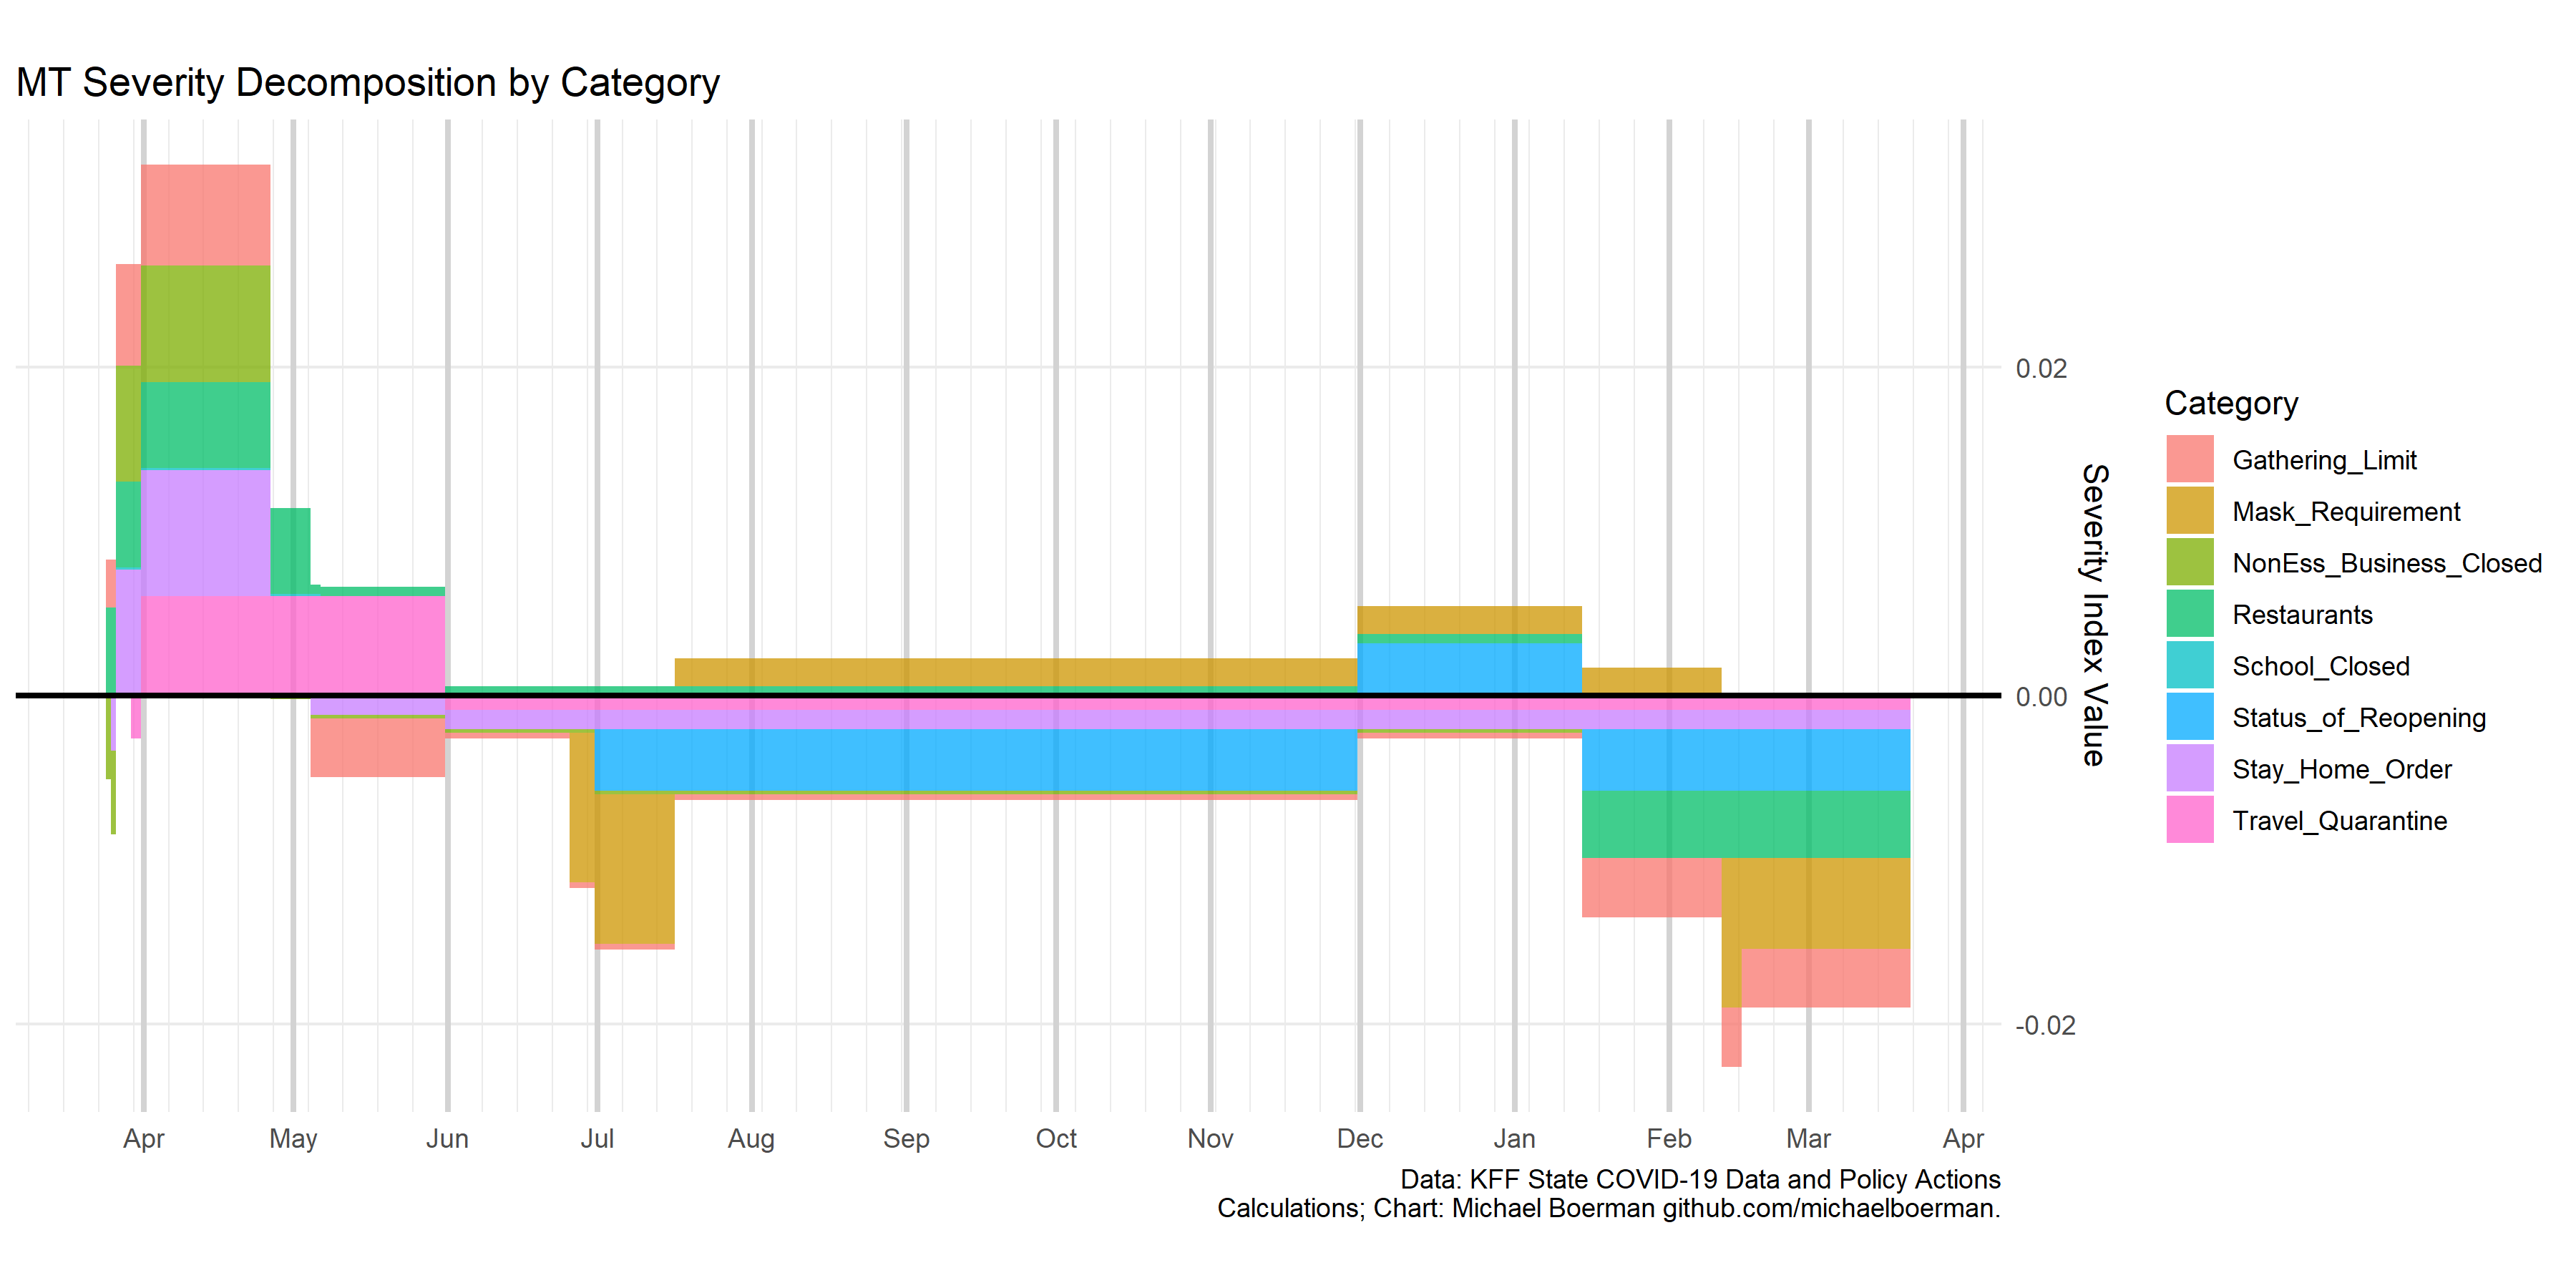 MT Severity Decomposition by Category
0.02
0.00
-0.02
Severity Index Value
Category
Gathering_Limit
Mask_Requirement
NonEss_Business_Closed
Restaurants
School_Closed
Status_of_Reopening
Stay_Home_Order
Travel_Quarantine
Apr May Jun Jul Aug Sep Oct Nov Dec Jan Feb Mar Apr
Data: KFF State COVID-19 Data and Policy Actions
Calculations; Chart: Michael Boerman github.com/michaelboerman.